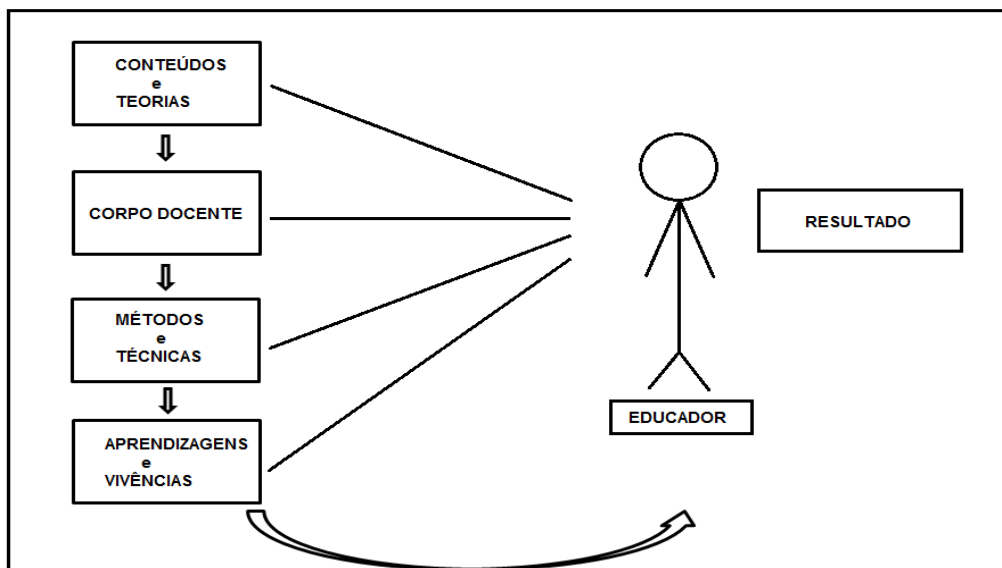 CONTEÚDOS
e
TEORIAS
CORPO DOCENTE
MÉTODOS
e
TÉCNICAS
APRENDIZAGENS
e
VIVÊNCIAS
RESULTADO
EDUCADOR